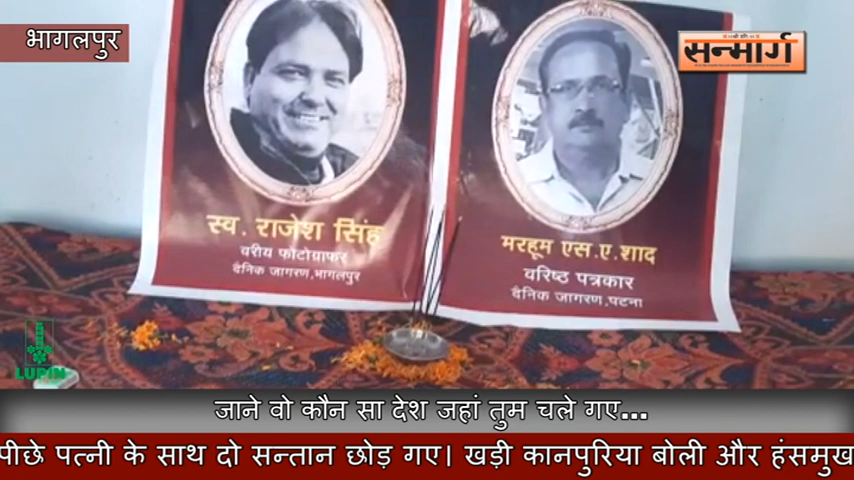 भागलपुर
सन्मार्ग
स्व. राजेश सिंह
वरीय फोटोग्राफर
दैनिक जागरण,भागलपुर
मरहूम एस.ए.शाद
वरिष्ठ पत्रकार
दैनिक जागरण,पटना
LUPIN
जाने वो कौन सा देश जहां तुम चले गए...
पीछे पत्नी के साथ दो सन्तान छोड़ गए। खड़ी कानपुरिया बोली और हंसमुख